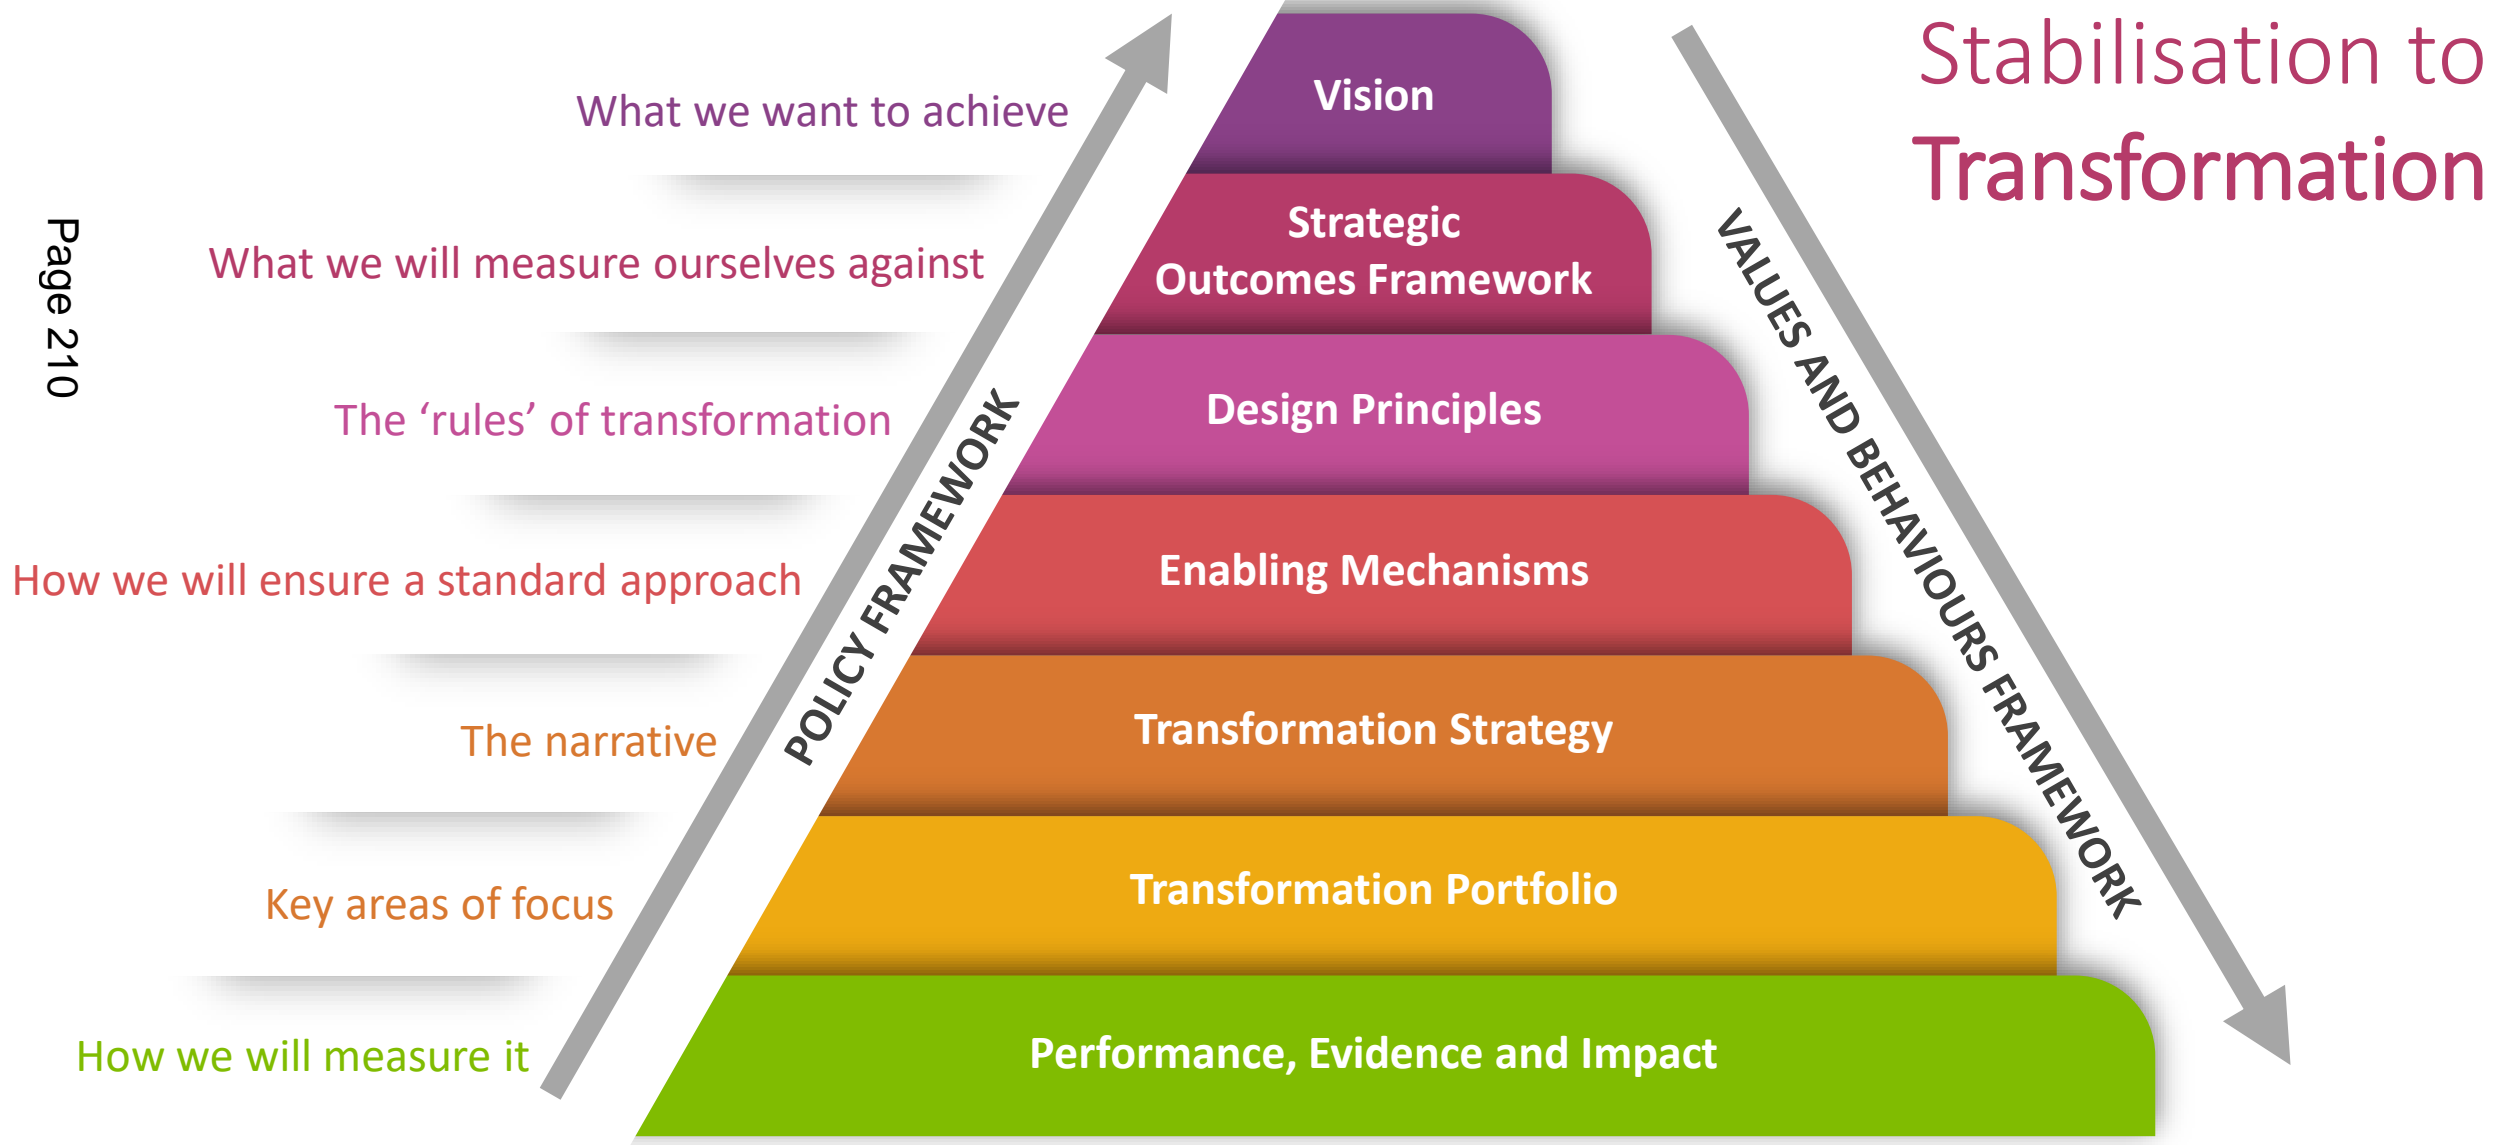 Stabilisation to
Transformation
What we want to achieve
Vision
What we will measure ourselves against
Strategic
Outcomes Framework
The ‘rules’ of transformation
Design Principles
How we will ensure a standard approach
Enabling Mechanisms
The narrative
Transformation Strategy
Key areas of focus
Transformation Portfolio
How we will measure it
Performance, Evidence and Impact
POLICY FRAMEWORK
VALUES AND BEHAVIOURS FRAMEWORK
Page 210